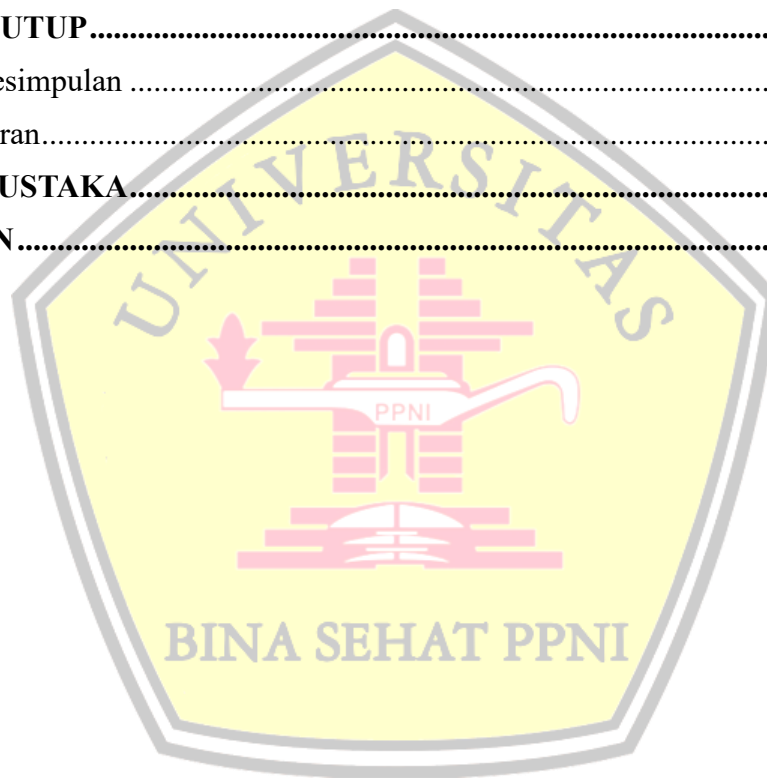 UTUP..................................................................................................................
esimpulan ................................................................................................
ran............................................................................................................
USTAKA................................................................................................
N..............................................................................................................
UNIVERSITAS
PPNI
BINA SEHAT PPNI